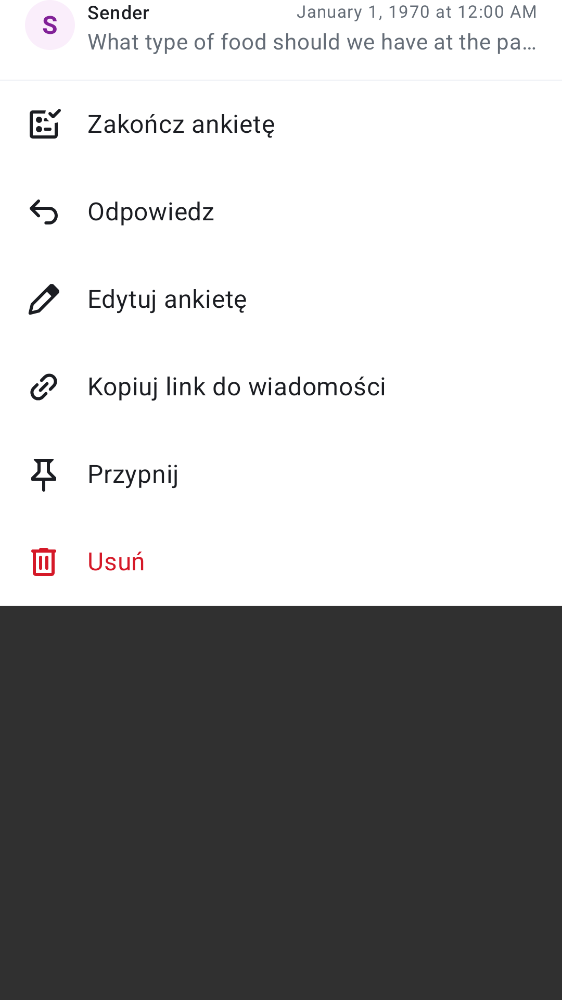 S
Sender
January 1, 1970 at 12:00 AM
What type of food should we have at the pa…
Zakończ ankietę
Odpowiedz
Edytuj ankietę
Kopiuj link do wiadomości
Przypnij
Usuń